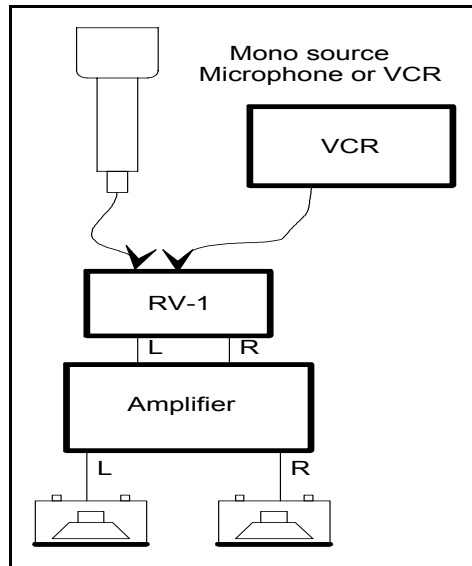 Mono source
Microphone or VCR
VCR
RV-1
L R
Amplifier
L R